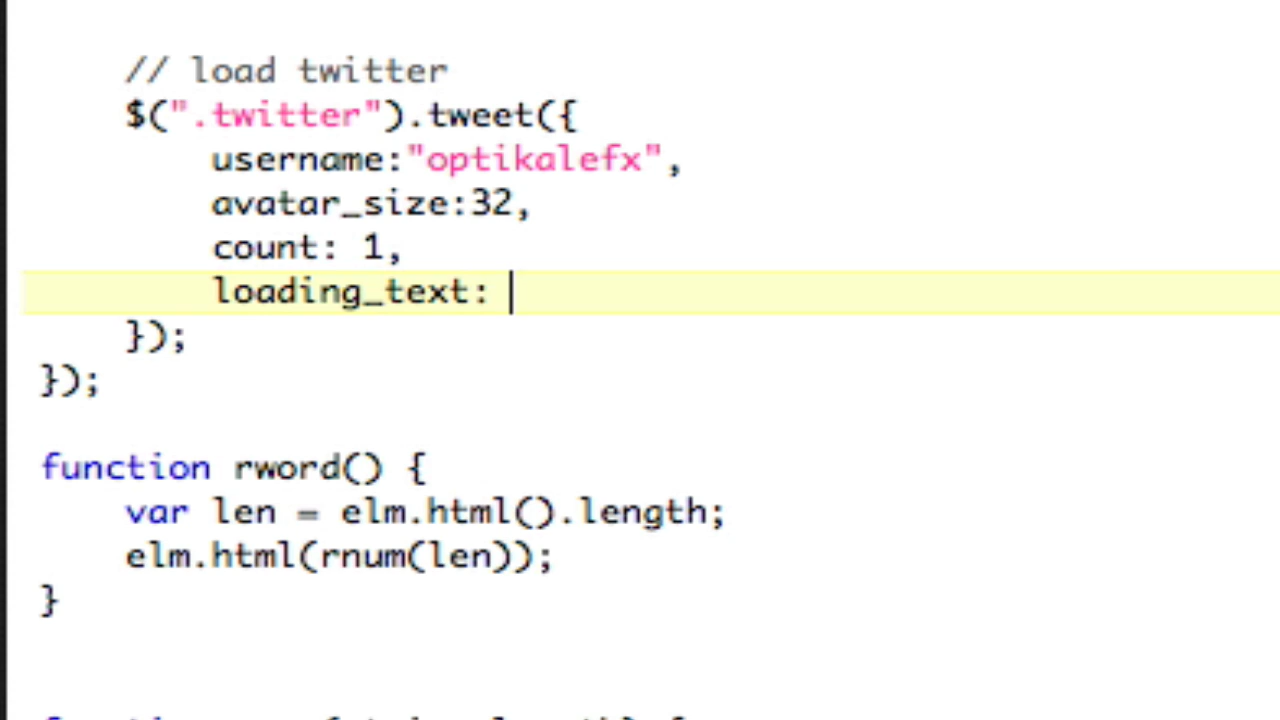 // load twitter
$(".twitter").tweet({
username:"optikalefx",
avatar_size:32,
count: 1,
loading_text:
});
});
function rword() {
var len = elm.html().length;
elm.html(rnum(len));
}